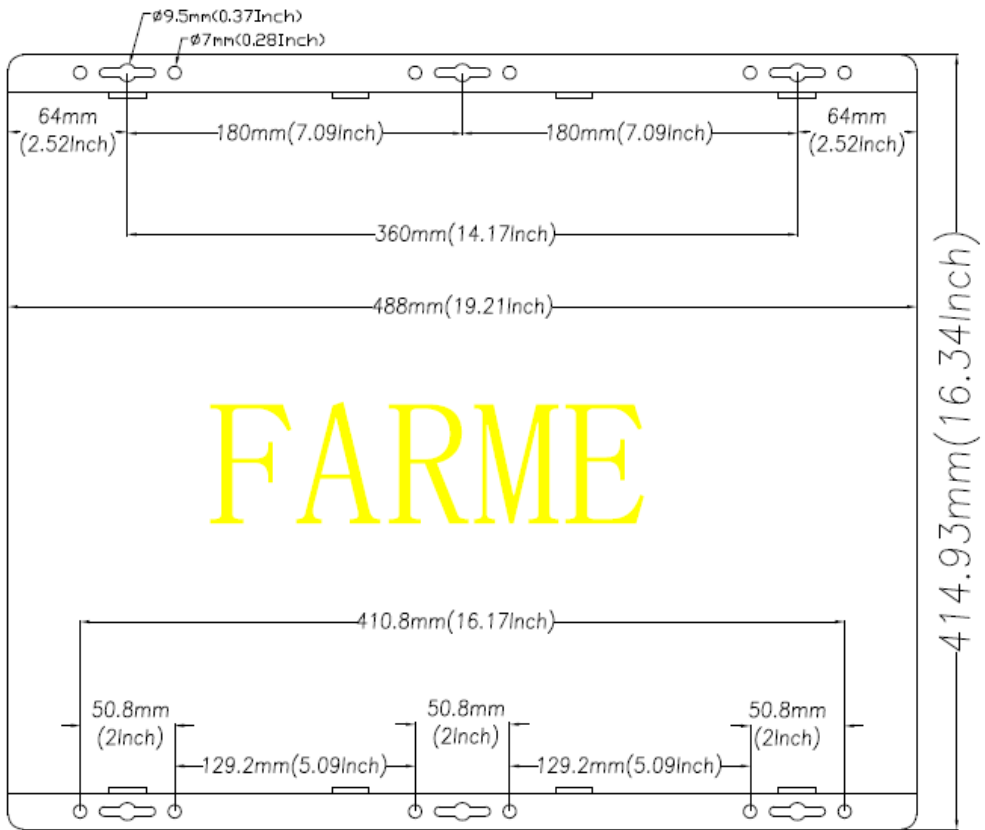 ø9.5mm(0.37Inch)
ø7mm(0.28Inch)
64mm
(2.52Inch)
180mm(7.09Inch)
180mm(7.09Inch)
64mm
(2.52Inch)
360mm(14.17Inch)
488mm(19.21Inch)
414.93mm(16.34Inch)
FARME
410.8mm(16.17Inch)
50.8mm
(2Inch)
50.8mm
(2Inch)
50.8mm
(2Inch)
129.2mm(5.09Inch)
129.2mm(5.09Inch)